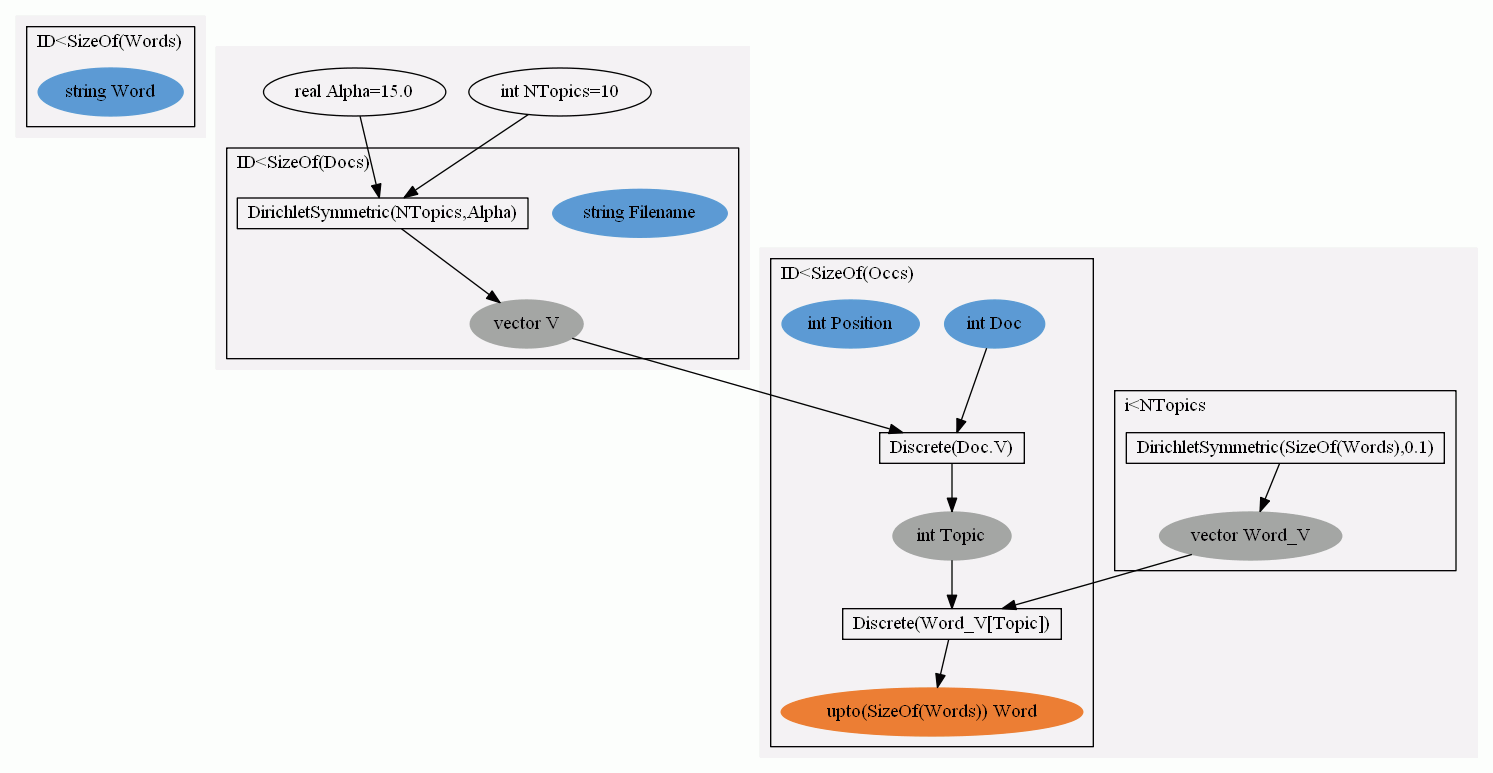 ID<SizeOf(Words)
string Word
real Alpha=15.0
int NTopics=10
ID<SizeOf(Docs)
DirichletSymmetric(NTopics,Alpha)
string Filename
vector V
ID<SizeOf(Occs)
int Position
int Doc
Discrete(Doc.V)
int Topic
i<NTopics
DirichletSymmetric(SizeOf(Words),0.1)
vector Word_V
Discrete(Word_V[Topic])
upto(SizeOf(Words)) Word